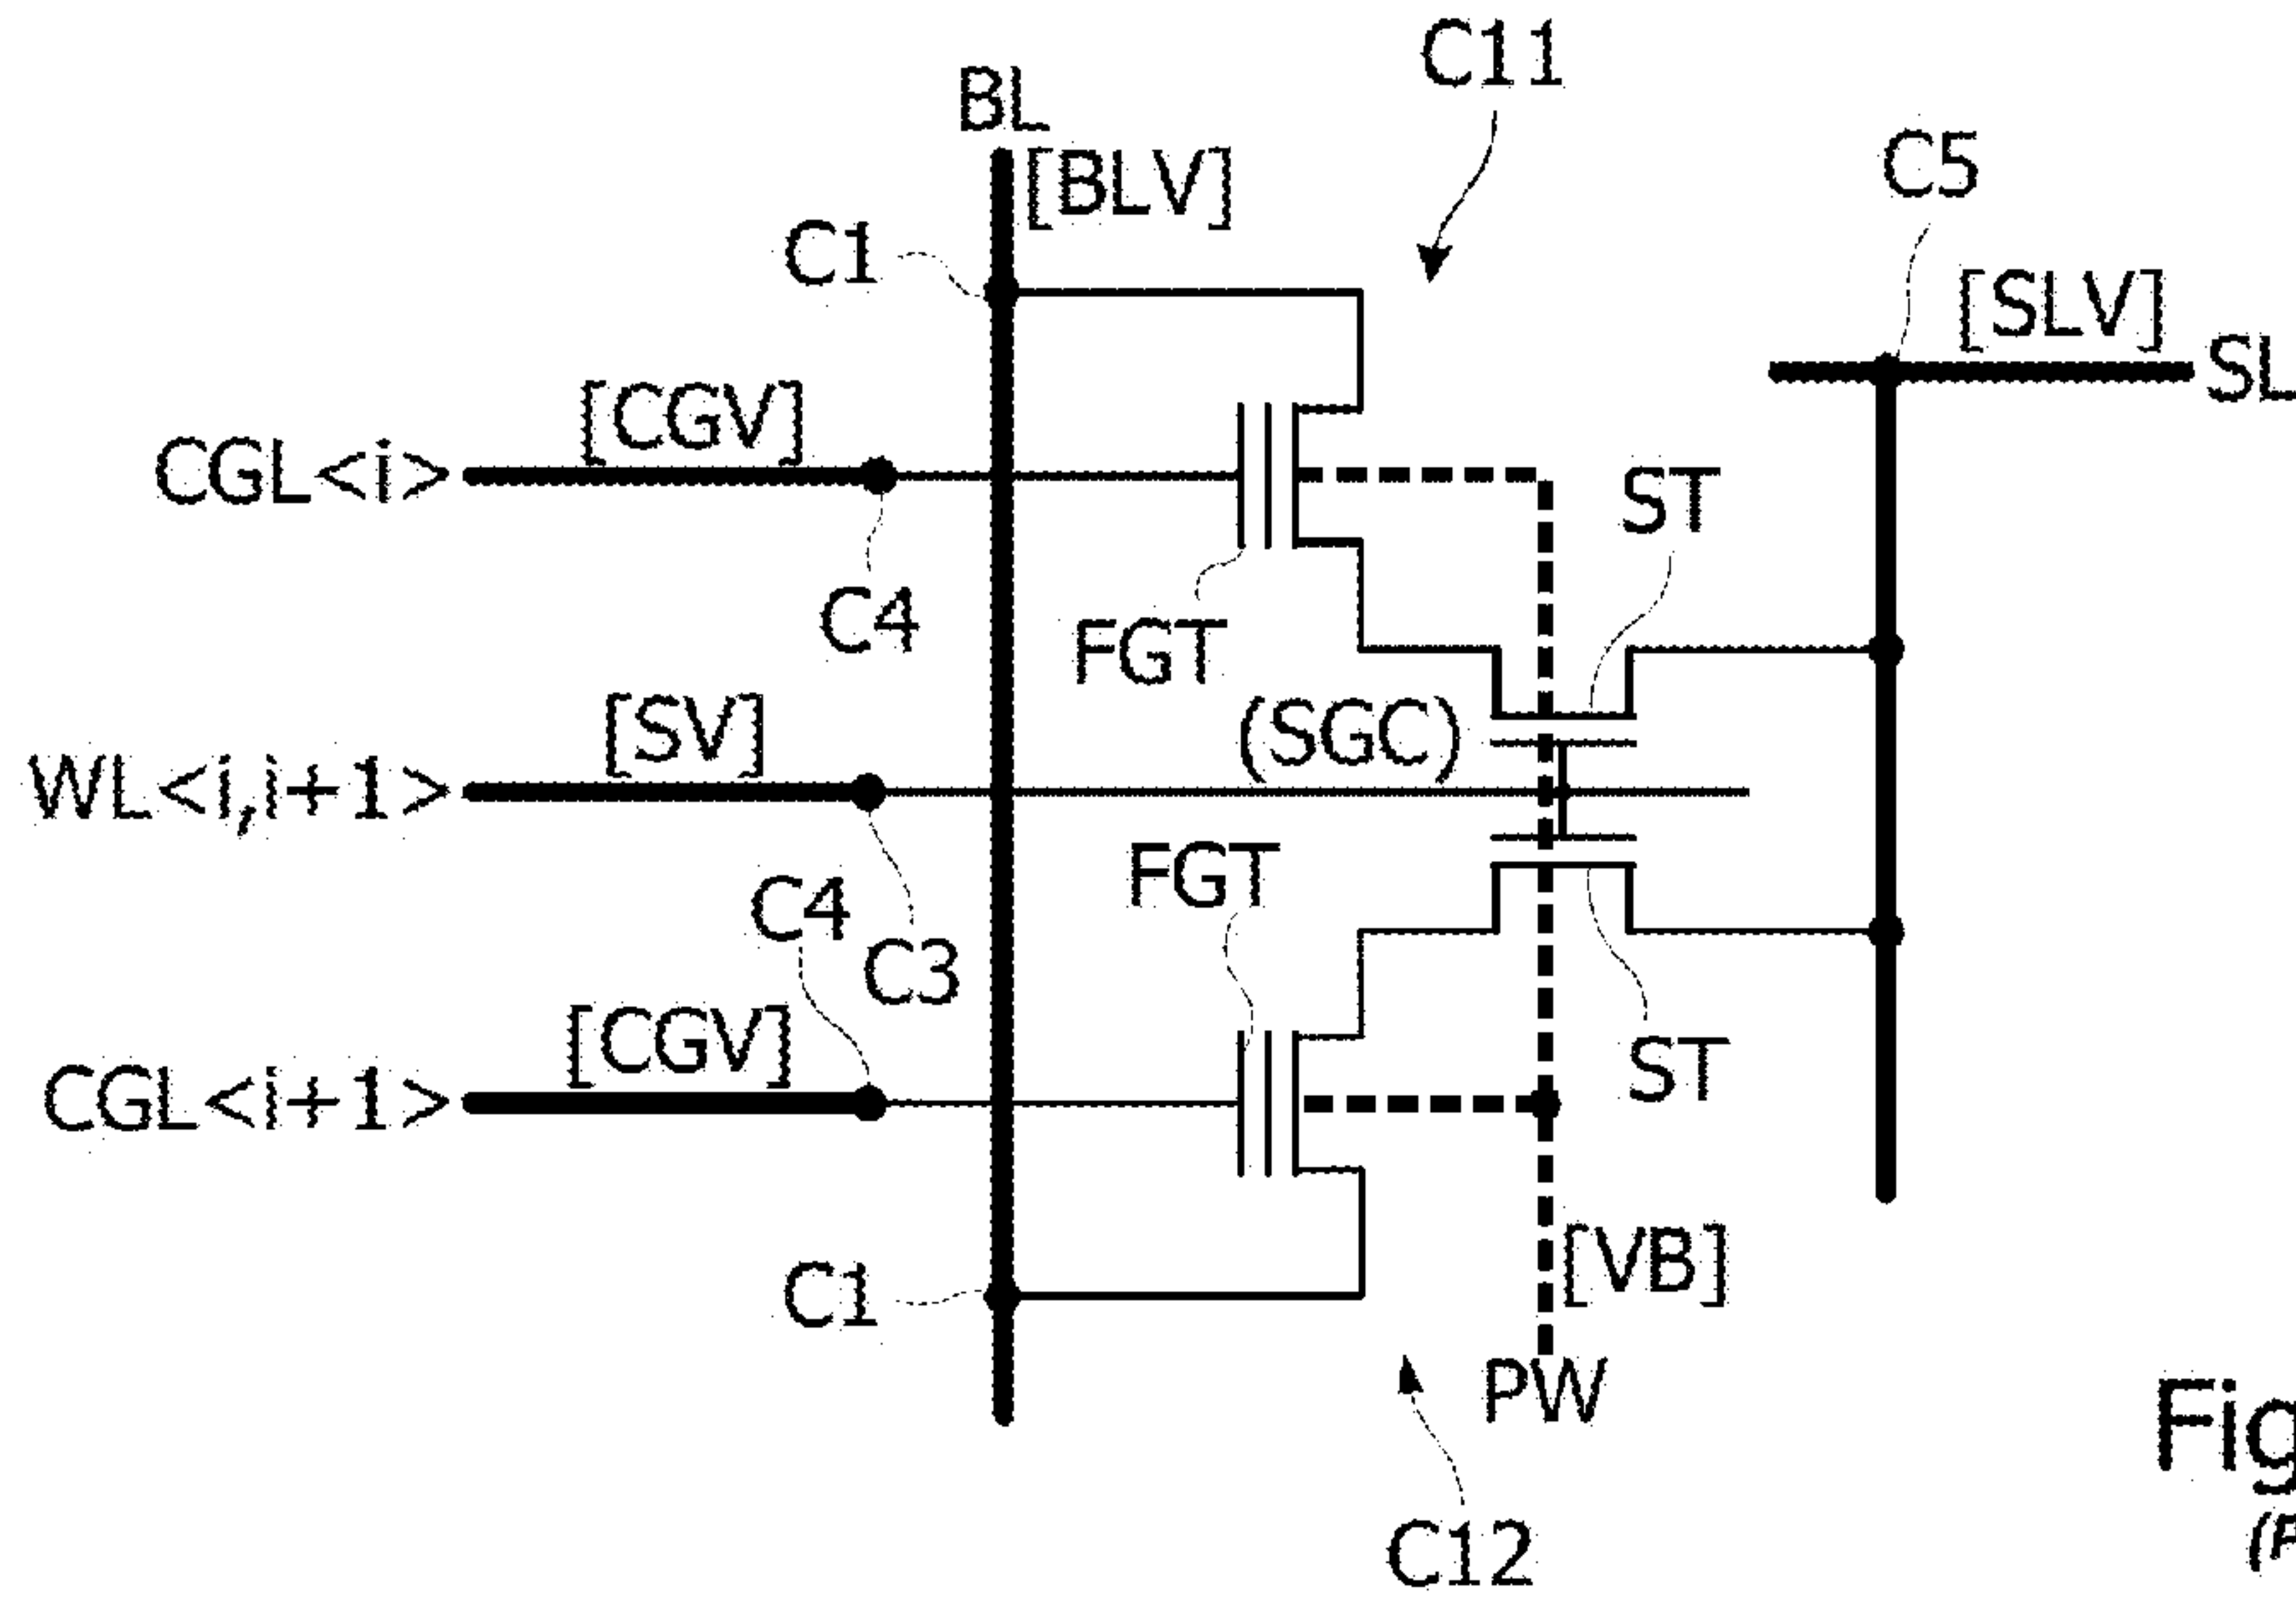 C11
BL
[BLV]
C5
C1
[SLV]
SL
[CGV]
CGL<i>
ST
C4
FGT
[SV]
(SGC)
WL<i,i+1>
FGT
C4
C3
[CGV]
ST
CGL<i+1>
[VB]
C1
PW
Fig
C12